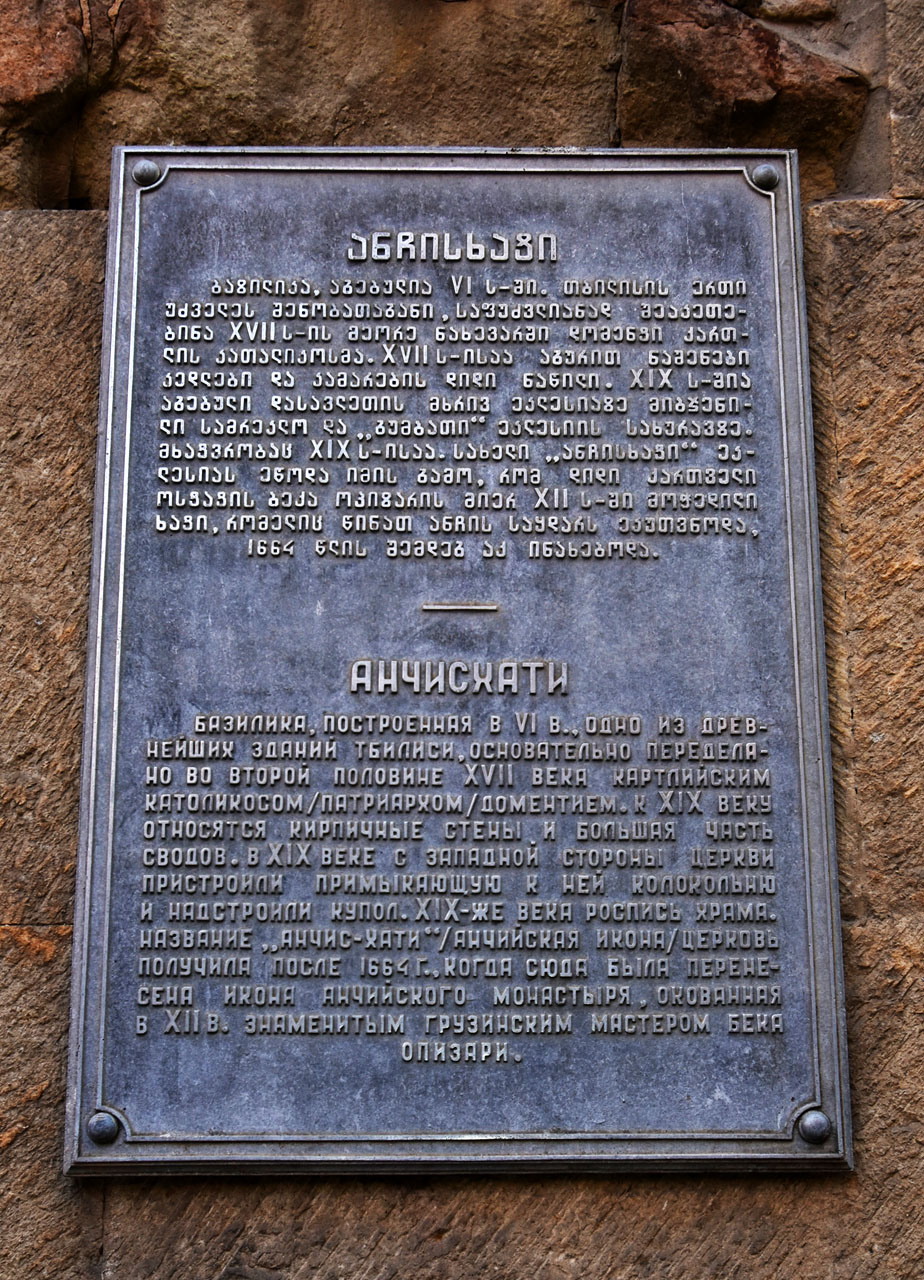 ანჩისხატი
ბაზილიკა, აგებულია VI ს-ში. თბილისის ერთი
უძველეს შენობათაგანი, საფუძვლიანად შეაკეთე-
ბინა XVII ს-ის მეორე ნახევარში დომენტი ქართ-
ლის კათალიკოსმა. XVII ს-ისაა აგურით ნაშენები
კედლები და კამარების დიდი ნაწილი. XIX ს-შია
აგებული დასავლეთის მხრივ ეკლესიაზე მიბჯენი-
ლი სამრეკლო და „გუმბათი“ ეკლესიის სახურავზე.
მხატვრობაც XIX ს-ისაა. სახელი „ანჩისხატი“ ეკ-
ლესიას ეწოდა იმის გამო, რომ დიდი ქართველი
ოსტატის ბექა ოპიზარის მიერ XII ს-ში მოჭედილი
ხატი, რომელიც წინათ ანჩის საყდარს ეკუთვნოდა,
1664 წლის შემდეგ აქ ინახებოდა.
—
АНЧИСХАТИ
БАЗИЛИКА, ПОСТРОЕННАЯ В VI В., ОДНО ИЗ ДРЕВ-
НЕЙШИХ ЗДАНИЙ ТБИЛИСИ, ОСНОВАТЕЛЬНО ПЕРЕДЕЛА-
НО ВО ВТОРОЙ ПОЛОВИНЕ XVII ВЕКА КАРТЛИЙСКИМ
КАТОЛИКОСОМ/ПАТРИАРХОМ/ДОМЕНТИЕМ. К XIX ВЕКУ
ОТНОСЯТСЯ КИРПИЧНЫЕ СТЕНЫ И БОЛЬШАЯ ЧАСТЬ
СВОДОВ. В XIX ВЕКЕ С ЗАПАДНОЙ СТОРОНЫ ЦЕРКВИ
ПРИСТРОИЛИ ПРИМЫКАЮЩУЮ К НЕЙ КОЛОКОЛЬНЮ
И НАДСТРОИЛИ КУПОЛ. XIX-ЖЕ ВЕКА РОСПИСЬ ХРАМА.
НАЗВАНИЕ „АНЧИС-ХАТИ“/АНЧИЙСКАЯ ИКОНА/ЦЕРКОВЬ
ПОЛУЧИЛА ПОСЛЕ 1664 Г., КОГДА СЮДА БЫЛА ПЕРЕНЕ-
СЕНА ИКОНА АНЧИЙСКОГО МОНАСТЫРЯ, ОКОВАННАЯ
В XII В. ЗНАМЕНИТЫМ ГРУЗИНСКИМ МАСТЕРОМ БЕКА
ОПИЗАРИ.